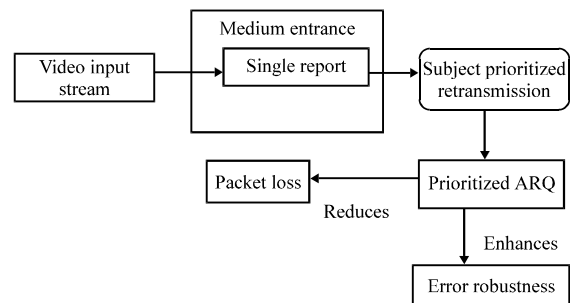 Medium entrance
Video input
stream
Single report
Subject prioritized
retransmission
Packet loss
Prioritized ARQ
Reduces
Enhances
Error robustness